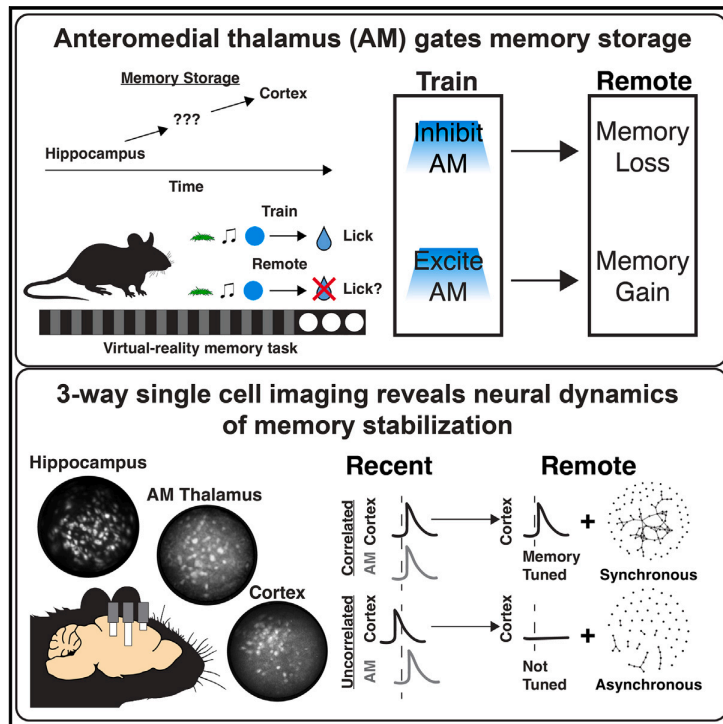 Anteromedial thalamus (AM) gates memory storage
Memory Storage
Cortex
???
Hippocampus
Time
Train
Lick
Remote
Lick?
Virtual-reality memory task
Train
Remote
Inhibit
AM
Memory
Loss
Excite
AM
Memory
Gain
3-way single cell imaging reveals neural dynamics
of memory stabilization
Hippocampus
AM Thalamus
Cortex
Recent
Remote
Correlated
Cortex
AM
Cortex
Memory
Tuned
+
Synchronous
Uncorrelated
Cortex
AM
Cortex
Not
Tuned
+
Asynchronous